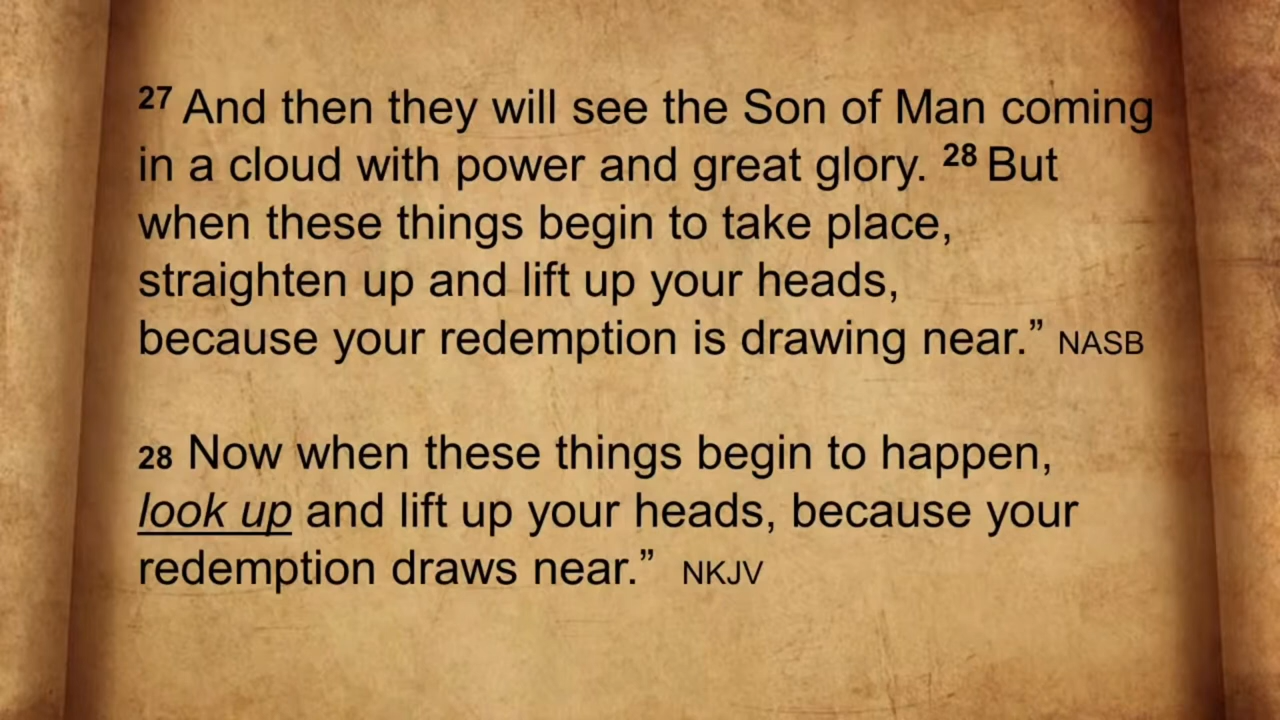 27 And then they will see the Son of Man coming
in a cloud with power and great glory. 28 But
when these things begin to take place,
straighten up and lift up your heads,
because your redemption is drawing near.” NASB
28 Now when these things begin to happen,
look up and lift up your heads, because your
redemption draws near.” NKJV